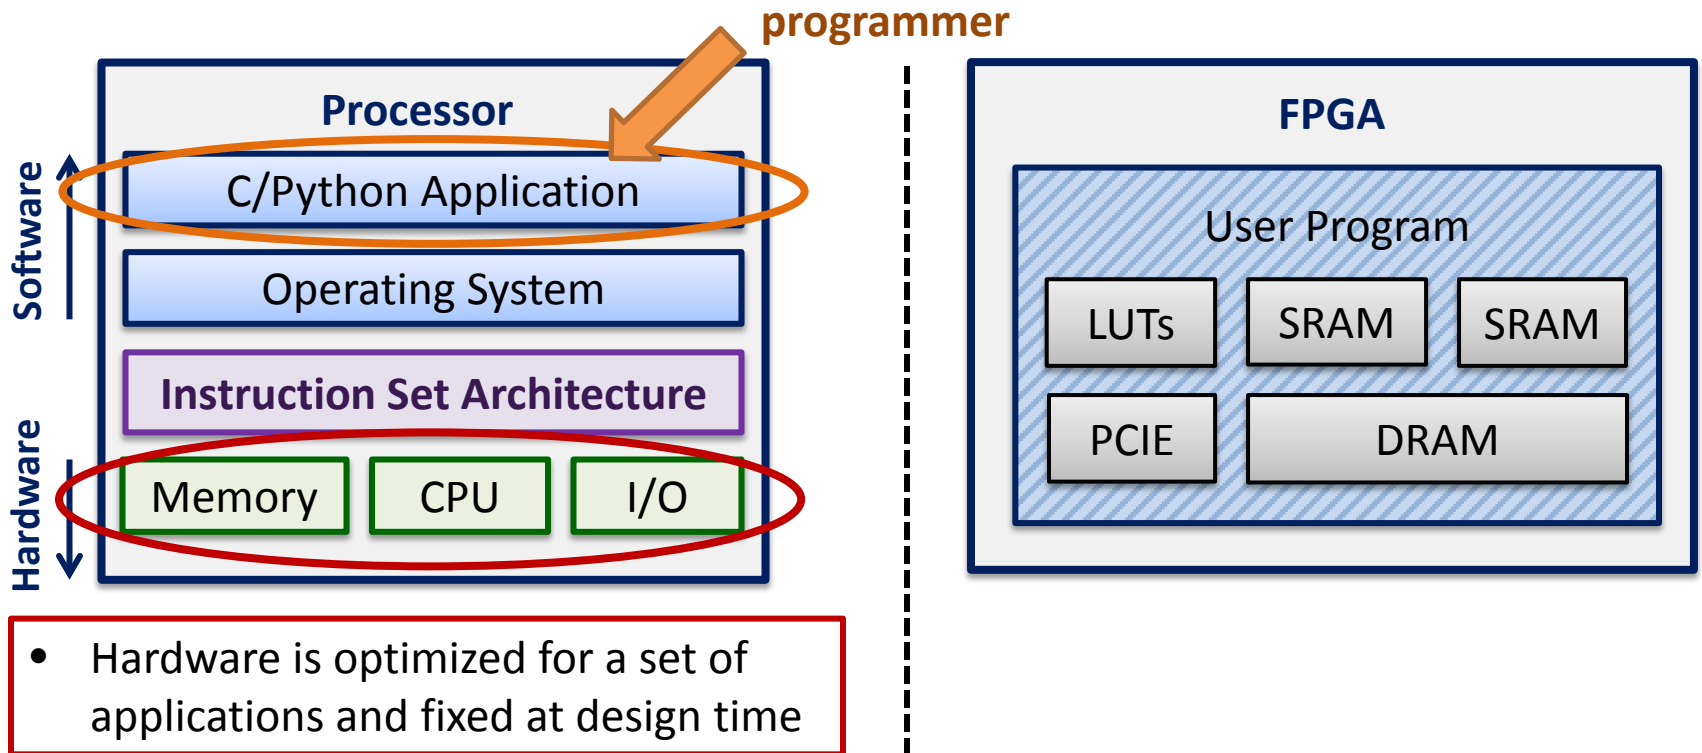 programmer
Processor
Software
C/Python Application
Operating System
Instruction Set Architecture
Hardware
Memory
CPU
I/O
• Hardware is optimized for a set of
applications and fixed at design time
FPGA
User Program
LUTs
SRAM
SRAM
PCIE
DRAM